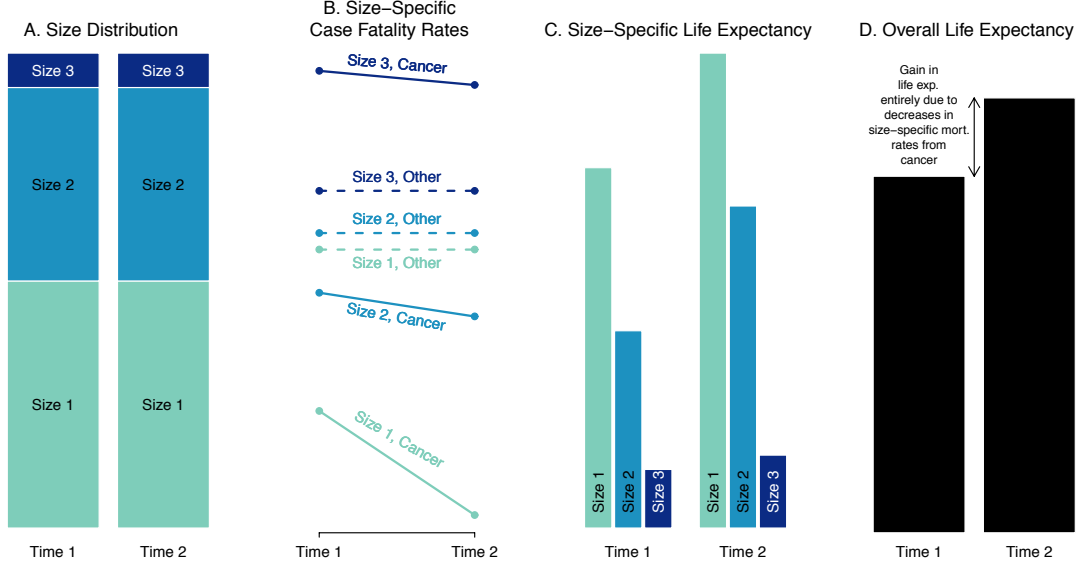 A. Size Distribution
Size 3
Size 3
Size 2
Size 2
Size 1
Size 1
Time 1
Time 2
B. Size−Specific
Case Fatality Rates
Size 3, Cancer
Size 3, Other
Size 2, Other
Size 1, Other
Size 2, Cancer
Size 1, Cancer
Time 1
Time 2
C. Size−Specific Life Expectancy
Size 1
Size 2
Size 3
Size 1
Size 2
Size 3
Time 1
Time 2
D. Overall Life Expectancy
Gain in
life exp.
entirely due to
decreases in
size−specific mort.
rates from
cancer
Time 1
Time 2